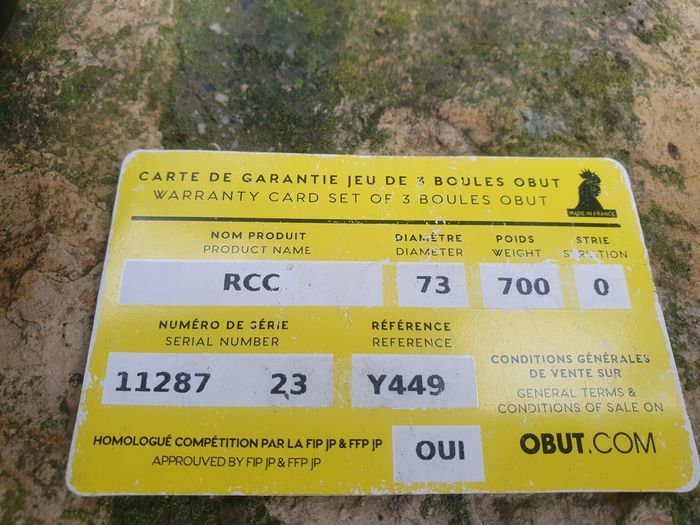 CARTE DE GARANTIE JEU DE 3 BOULES OBUT
WARRANTY CARD SET OF 3 BOULES OBUT
MADE IN FRANCE
NOM PRODUIT DIAMÈTRE POIDS STRIE
PRODUCT NAME DIAMETER WEIGHT
RCC 73 700 0
NUMÉRO DE SÉRIE RÉFÉRENCE
SERIAL NUMBER REFERENCE
11287 23 Y449
CONDITIONS GÉNÉRALES
DE VENTE SUR
GENERAL TERMS &
CONDITIONS OF SALE ON
OBUT.COM
HOMOLOGUÉ COMPÉTITION PAR LA FIP JP & FFP JP
APPROUVED BY FIP JP & FFP JP
OUI